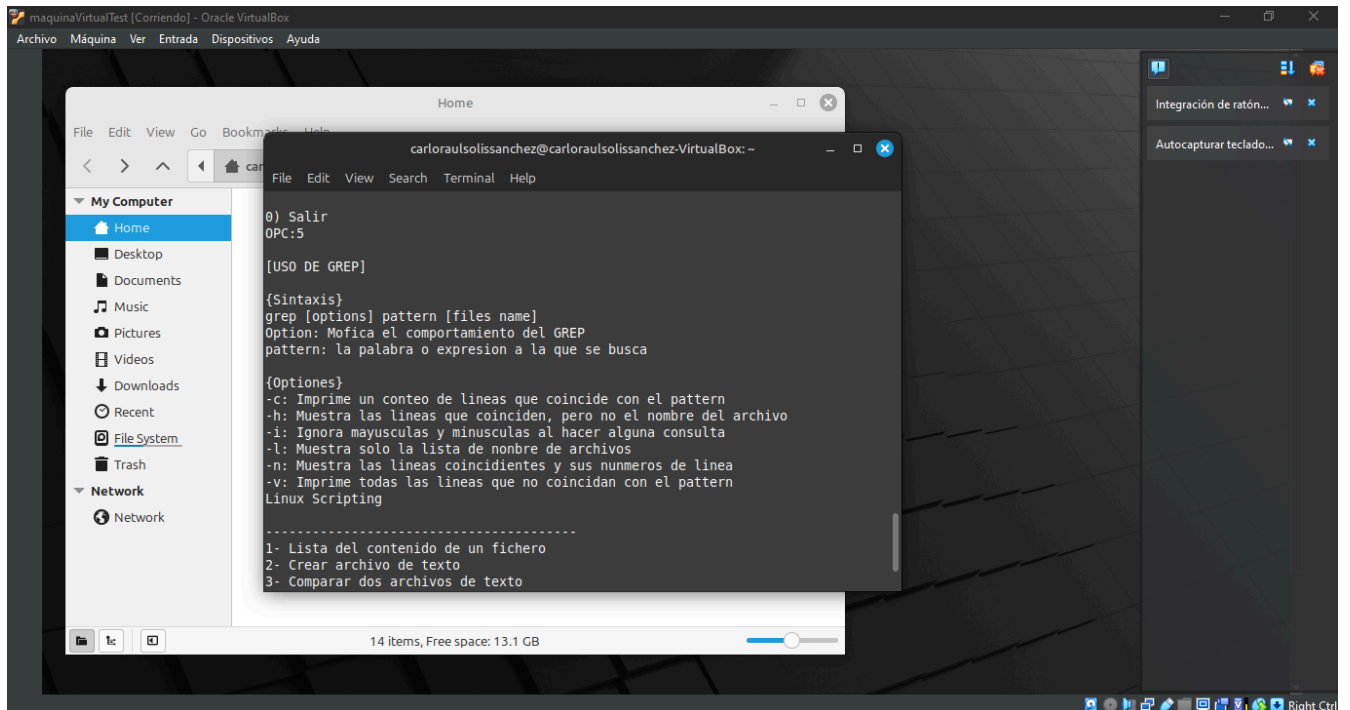 maquinaVirtualTest [Corriendo] - Oracle VirtualBox
Archivo Máquina Ver Entrada Dispositivos Ayuda
Home
File Edit View Go Bookmarks Help
carloraulsolissanchez@carloraulsolissanchez-VirtualBox: ~
File Edit View Search Terminal Help
My Computer
Home
Desktop
Documents
Music
Pictures
Videos
Downloads
Recent
File System
Trash
Network
Network
0) Salir
OPC:5
[USO DE GREP]
{Sintaxis}
grep [options] pattern [files name]
Option: Mofica el comportamiento del GREP
pattern: la palabra o expresion a la que se busca
{Optiones}
-c: Imprime un conteo de lineas que coincide con el pattern
-h: Muestra las lineas que coinciden, pero no el nombre del archivo
-i: Ignora mayusculas y minusculas al hacer alguna consulta
-l: Muestra solo la lista de nonbre de archivos
-n: Muestra las lineas coincidientes y sus nunmeros de linea
-v: Imprime todas las lineas que no coincidan con el pattern
Linux Scripting
----------------------------------------
1- Lista del contenido de un fichero
2- Crear archivo de texto
3- Comparar dos archivos de texto
14 items, Free space: 13.1 GB
Integración de ratón...
Autocapturar teclado...
Right Ctrl